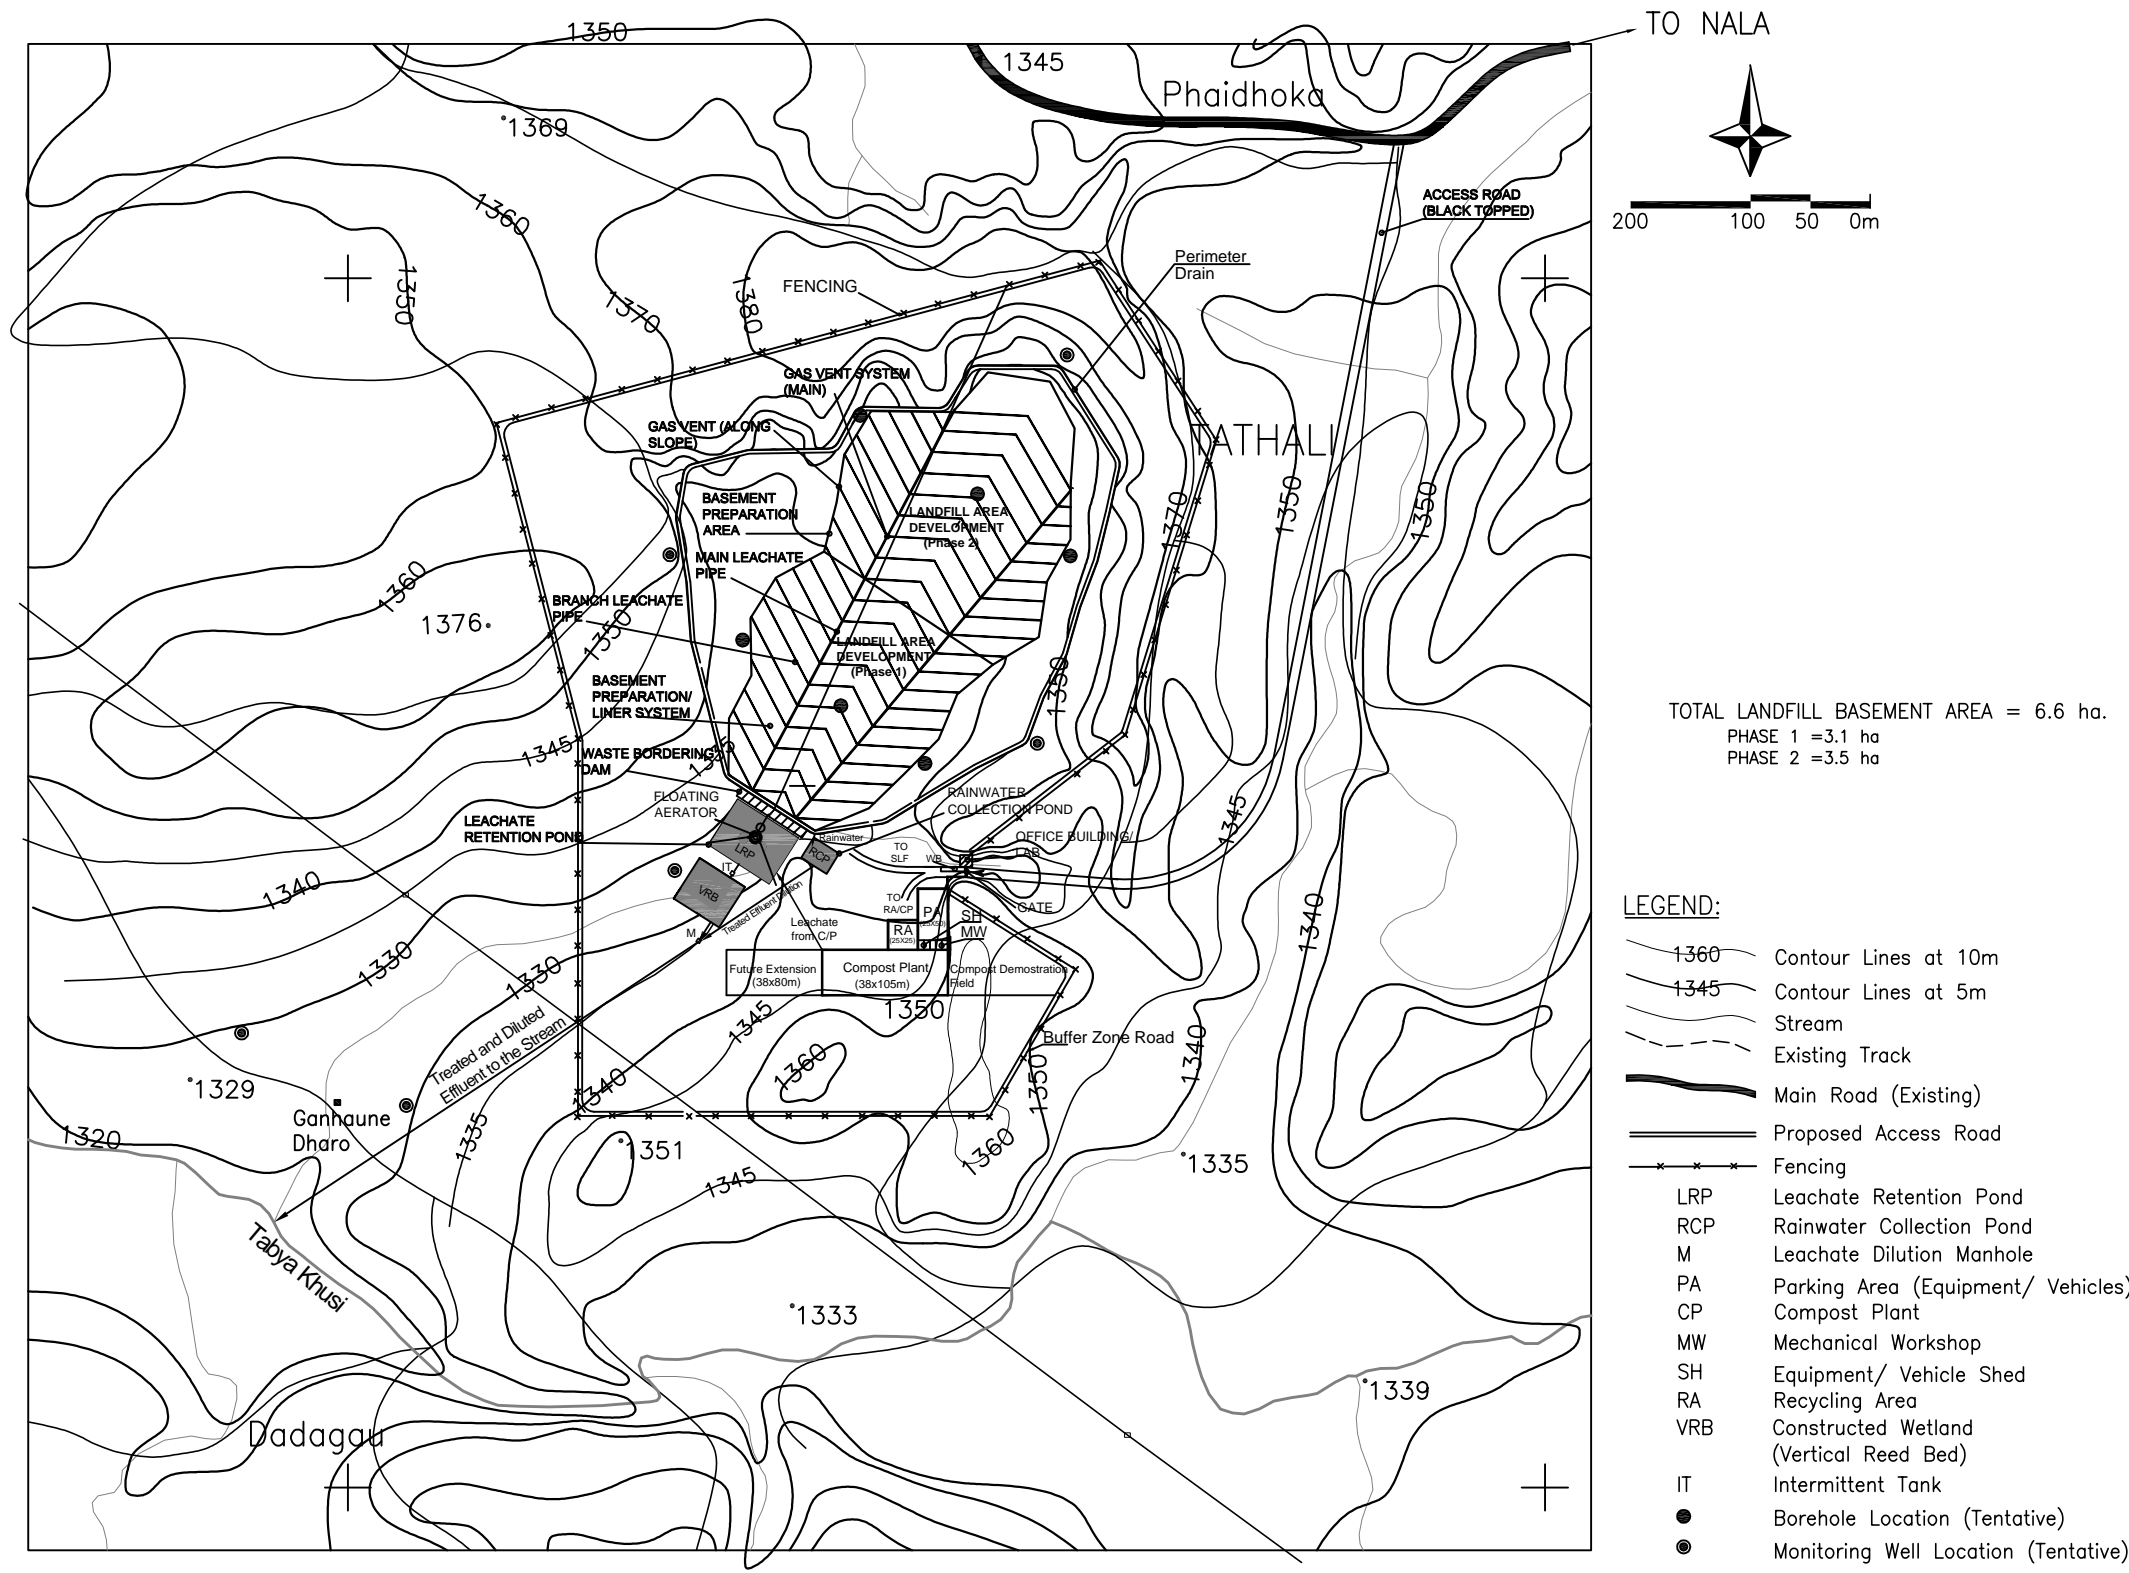 1350
TO NALA
1345
Phaidhoka
1369
1360
ACCESS ROAD
(BLACK TOPPED)
200 100 50 0m
1350
1370
1380
FENCING
Perimeter
Drain
GAS VENT SYSTEM
(MAIN)
GAS VENT (ALONG
SLOPE)
TATHALI
BASEMENT
PREPARATION
AREA
LANDFILL AREA
DEVELOPMENT
(Phase 2)
1370
1350
1350
MAIN LEACHATE
PIPE
1360
1376
BRANCH LEACHATE
PIPE
1350
LANDFILL AREA
DEVELOPMENT
(Phase 1)
BASEMENT
PREPARATION/
LINER SYSTEM
1350
TOTAL LANDFILL BASEMENT AREA = 6.6 ha.
PHASE 1 =3.1 ha
PHASE 2 =3.5 ha
1345
WASTE BORDERING
DAM
FLOATING
AERATOR
RAINWATER
COLLECTION POND
LEACHATE
RETENTION POND
Rainwater
OFFICE BUILDING/
LAB
1345
LRP
RCP
TO
SLF
WB
IT
VRB
1340
TO
RA/CP
PA
(25X50)
SH
MW
GATE
RA
(25X25)
M
Treated Effluent Dilution
Leachate
from C/P
1340
1330
1330
Future Extension
(38x80m)
Compost Plant
(38x105m)
Compost Demostration
Field
1350
1345
Treated and Diluted
Effluent to the Stream
Buffer Zone Road
1360
1340
1350
1340
1329
Ganhaune
Dharo
1320
1335
1351
1360
1345
1335
Tabya Khusi
1333
1339
Dadagau
LEGEND:
1360 Contour Lines at 10m
1345 Contour Lines at 5m
Stream
Existing Track
Main Road (Existing)
Proposed Access Road
Fencing
LRP Leachate Retention Pond
RCP Rainwater Collection Pond
M Leachate Dilution Manhole
PA Parking Area (Equipment/ Vehicles)
CP Compost Plant
MW Mechanical Workshop
SH Equipment/ Vehicle Shed
RA Recycling Area
VRB Constructed Wetland
(Vertical Reed Bed)
IT Intermittent Tank
Borehole Location (Tentative)
Monitoring Well Location (Tentative)